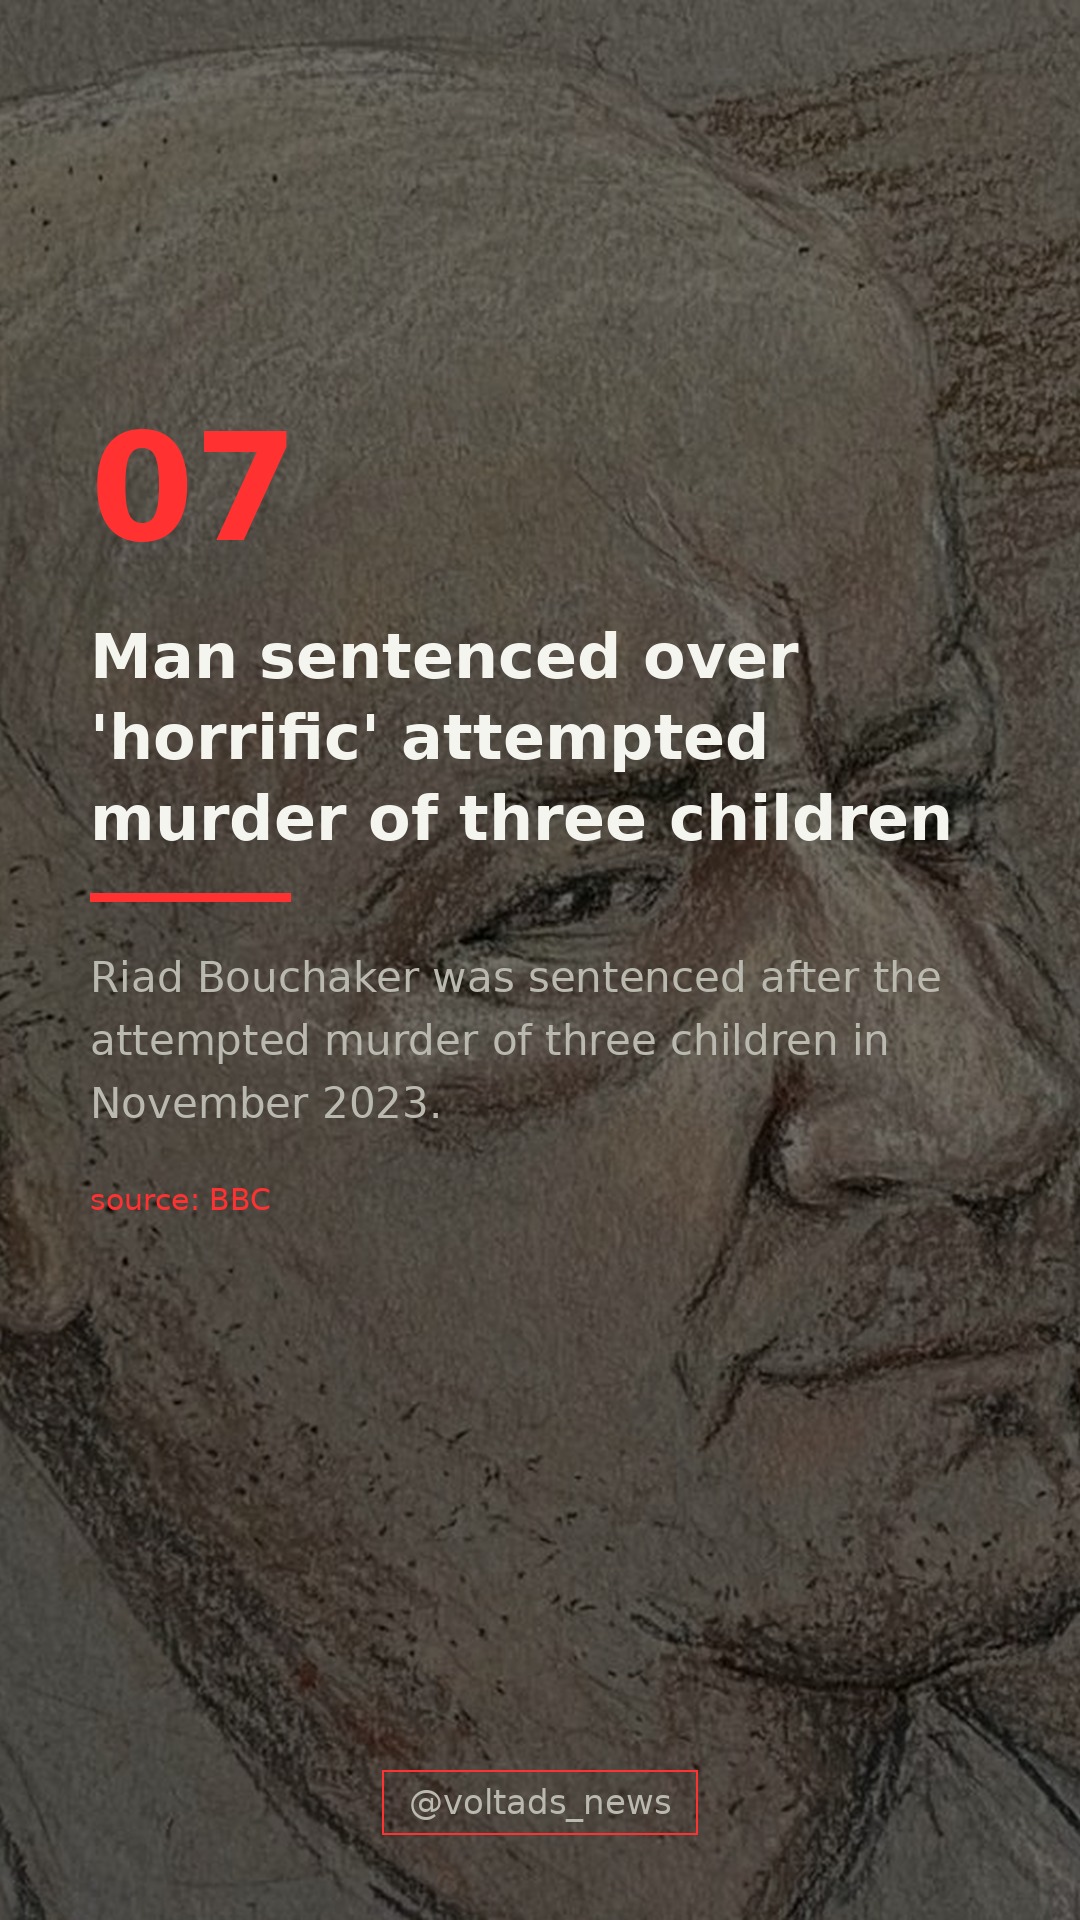 07
Man sentenced over
'horrific' attempted
murder of three children
Riad Bouchaker was sentenced after the
attempted murder of three children in
November 2023.
source: BBC
@voltads_news